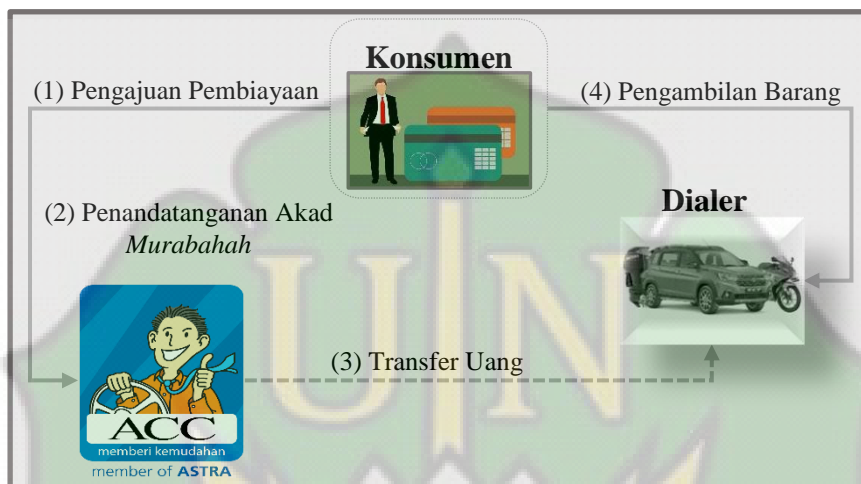 Konsumen
(1) Pengajuan Pembiayaan
(4) Pengambilan Barang
(2) Penandatanganan Akad
Murabahah
Dialer
(3) Transfer Uang
ACC
memberi kemudahan
member of ASTRA
UIN